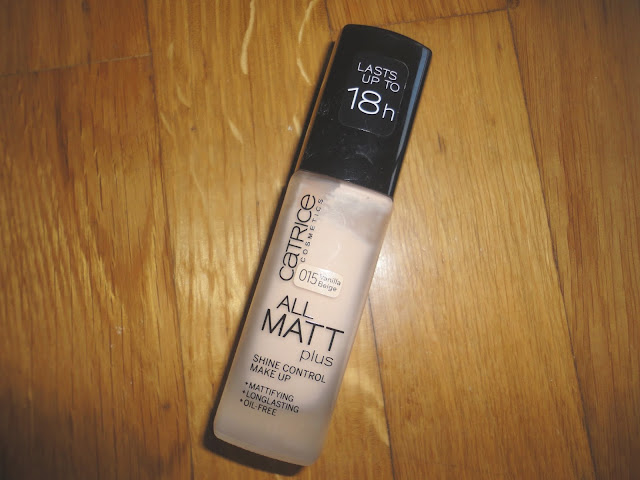 LASTS
UP TO
18h
CATRICE
COSMETICS
015 Vanilla
Beige
ALL
MATT
plus
SHINE CONTROL
MAKE UP
• MATTIFYING
• LONGLASTING
• OIL-FREE